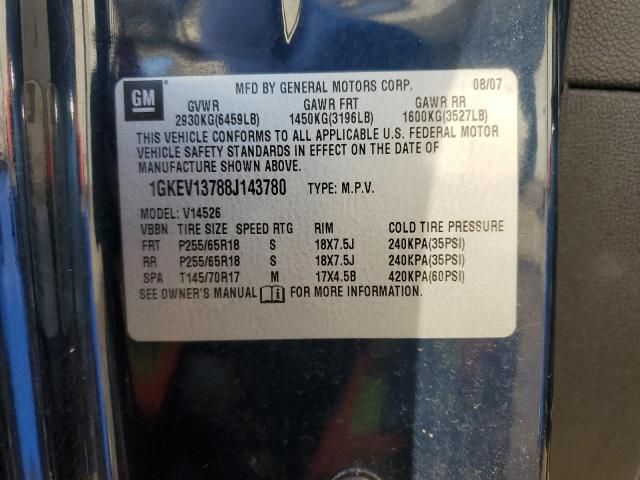 GM
MFD BY GENERAL MOTORS CORP. 08/07
GVWR GAWR FRT GAWR RR
2930KG(6459LB) 1450KG(3196LB) 1600KG(3527LB)
THIS VEHICLE CONFORMS TO ALL APPLICABLE U.S. FEDERAL MOTOR
VEHICLE SAFETY STANDARDS IN EFFECT ON THE DATE OF
MANUFACTURE SHOWN ABOVE.
1GKEV13788J143780 TYPE: M.P.V.
MODEL: V14526
VBBN TIRE SIZE SPEED RTG RIM COLD TIRE PRESSURE
FRT P255/65R18 S 18X7.5J 240KPA(35PSI)
RR P255/65R18 S 18X7.5J 240KPA(35PSI)
SPA T145/70R17 M 17X4.5B 420KPA(60PSI)
SEE OWNER'S MANUAL FOR MORE INFORMATION.